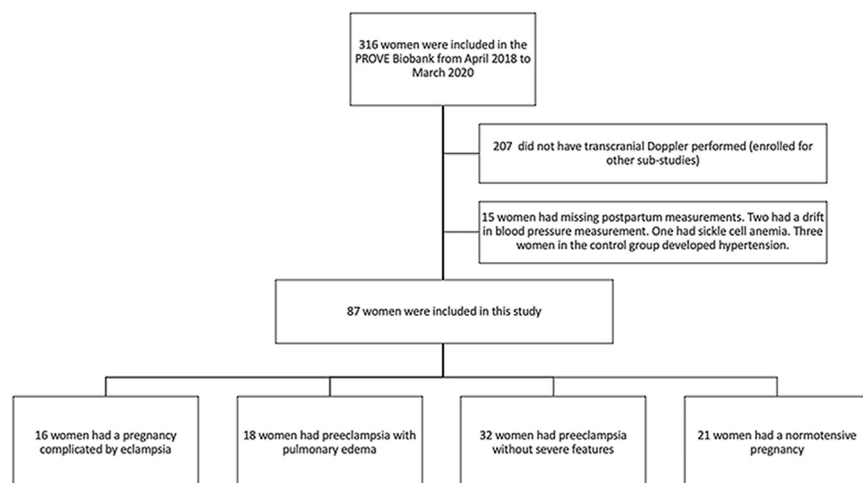 316 women were included in the
PROVE Biobank from April 2018 to
March 2020
207 did not have transcranial Doppler performed (enrolled for
other sub-studies)
15 women had missing postpartum measurements. Two had a drift
in blood pressure measurement. One had sickle cell anemia. Three
women in the control group developed hypertension.
87 women were included in this study
16 women had a pregnancy
complicated by eclampsia
18 women had preeclampsia with
pulmonary edema
32 women had preeclampsia
without severe features
21 women had a normotensive
pregnancy